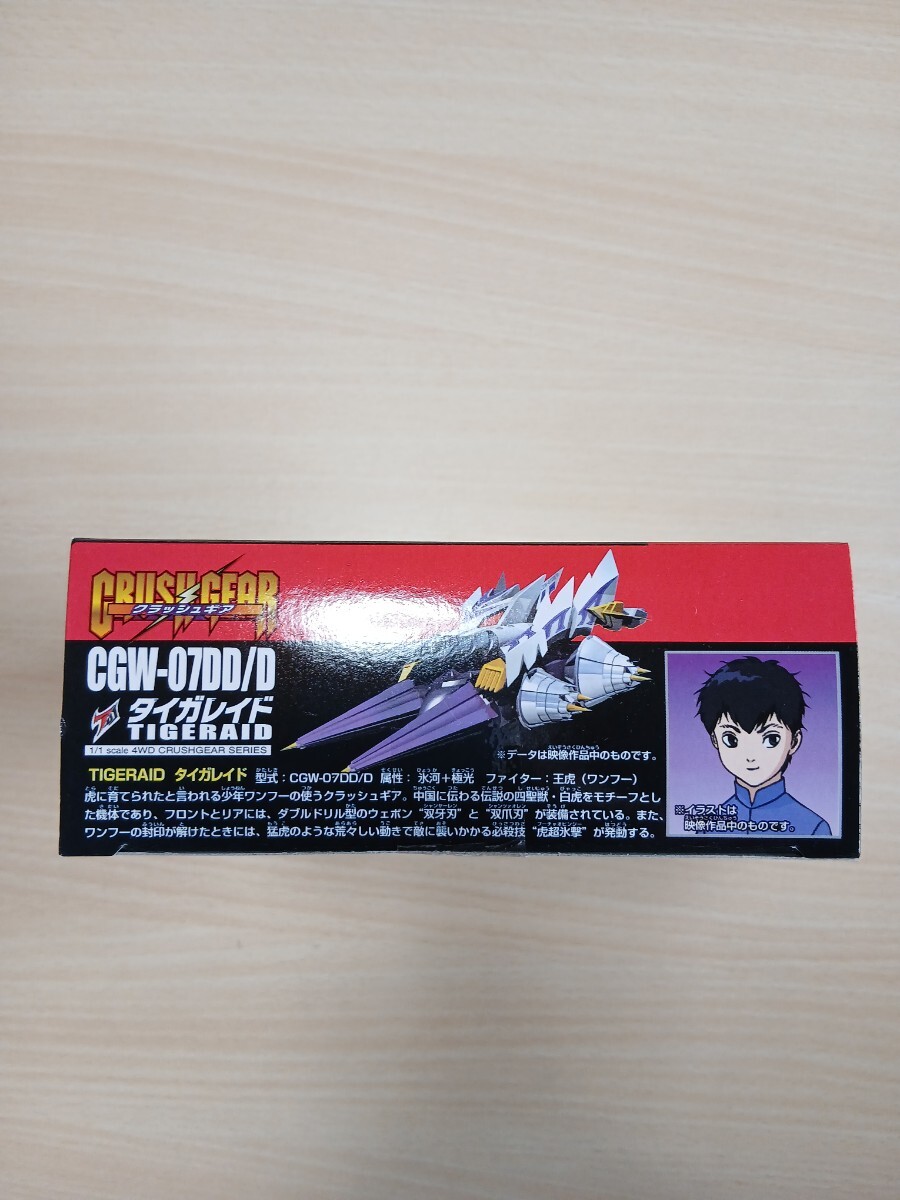 CRUSH GEAR
クラッシュギア
CGW-07DD/D
タイガレイド
TIGERAID
1/1 scale 4WD CRUSHGEAR SERIES
※データは映像作品中のものです。
TIGERAID タイガレイド 型式：CGW-07DD/D 属性：氷河＋極光 ファイター：王虎（ワンフー）
虎に育てられたと言われる少年ワンフーの使うクラッシュギア。中国に伝わる伝説の四聖獣・白虎をモチーフとし
た機体であり、フロントとリアには、ダブルドリル型のウェポン“双牙刃”と“双爪刃”が装備されている。また、
ワンフーの封印が解けたときには、猛虎のような荒々しい動きで敵に襲いかかる必殺技“虎超氷撃”が発動する。
※イラストは
映像作品中のものです。